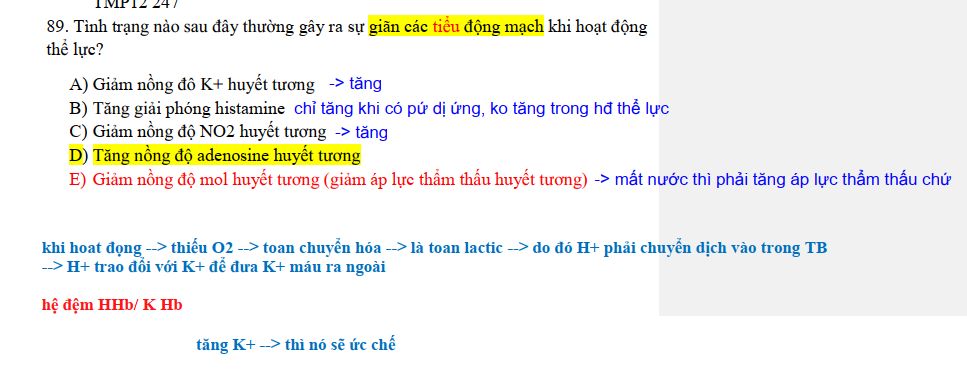 TMP12 247
89. Tình trạng nào sau đây thường gây ra sự giãn các tiểu động mạch khi hoạt động
thể lực?
A) Giảm nồng đô K+ huyết tương -> tăng
B) Tăng giải phóng histamine chỉ tăng khi có pứ dị ứng, ko tăng trong hđ thể lực
C) Giảm nồng độ NO2 huyết tương -> tăng
D) Tăng nồng độ adenosine huyết tương
E) Giảm nồng độ mol huyết tương (giảm áp lực thẩm thấu huyết tương) -> mất nước thì phải tăng áp lực thẩm thấu chứ
khi hoat đọng --> thiếu O2 --> toan chuyển hóa --> là toan lactic --> do đó H+ phải chuyển dịch vào trong TB
--> H+ trao đổi với K+ để đưa K+ máu ra ngoài
hệ đệm HHb/ K Hb
tăng K+ --> thì nó sẽ ức chế